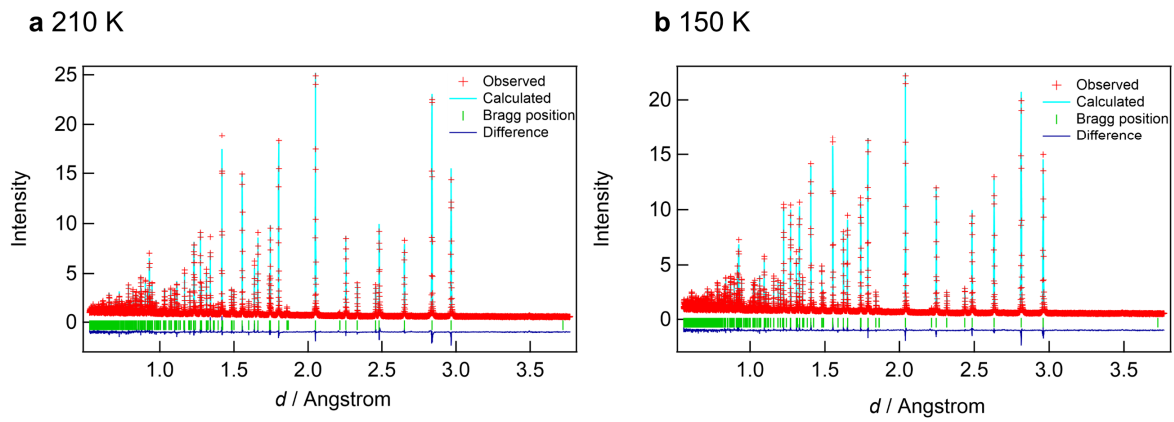 a 210 K
25
20
15
10
5
0
Intensity
+ Observed
Calculated
Bragg position
Difference
1.0 1.5 2.0 2.5 3.0 3.5
d / Angstrom
b 150 K
20
15
10
5
0
Intensity
+ Observed
Calculated
Bragg position
Difference
1.0 1.5 2.0 2.5 3.0 3.5
d / Angstrom